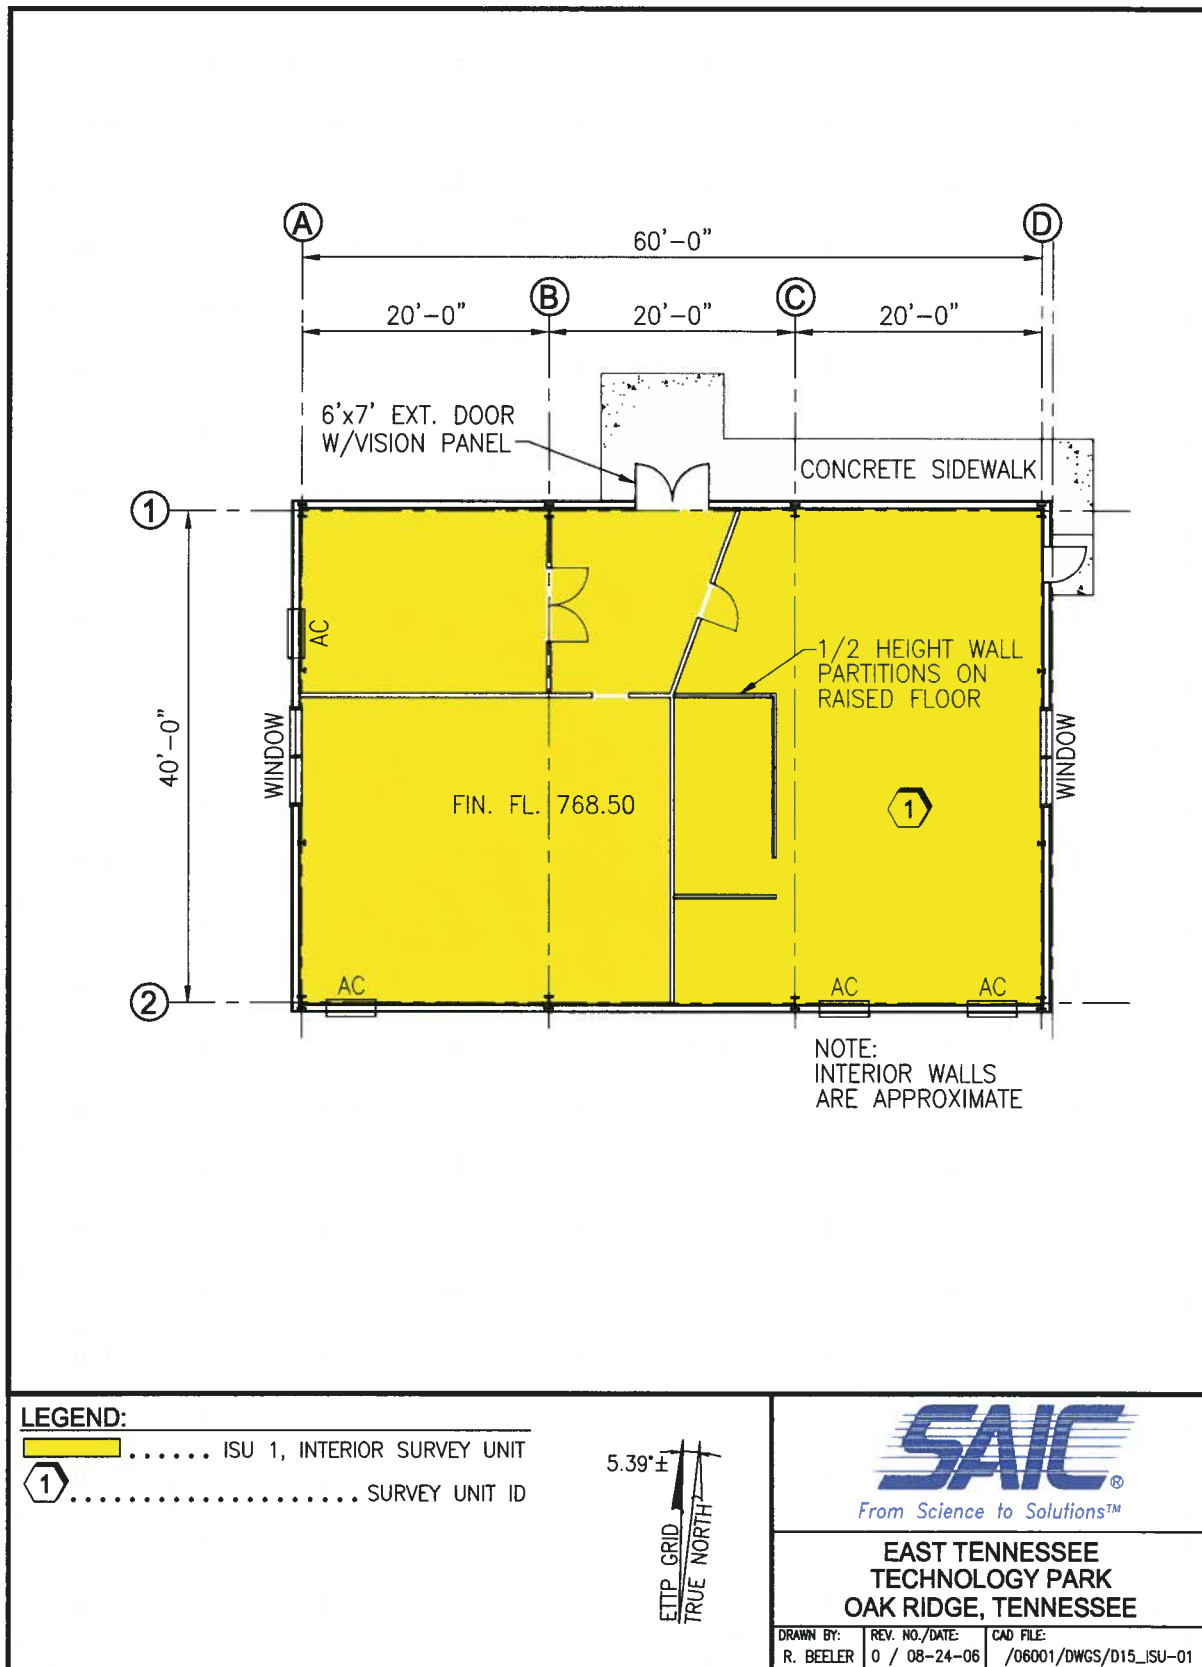 A
D
60'-0"
B
C
20'-0"
20'-0"
20'-0"
6'x7' EXT. DOOR
W/VISION PANEL
CONCRETE SIDEWALK
1
AC
1/2 HEIGHT WALL
PARTITIONS ON
RAISED FLOOR
40'-0"
WINDOW
WINDOW
FIN. FL. 768.50
1
AC
AC
AC
2
NOTE:
INTERIOR WALLS
ARE APPROXIMATE
LEGEND:
...... ISU 1, INTERIOR SURVEY UNIT
1 .................... SURVEY UNIT ID
5.39°±
ETTP GRID
TRUE NORTH
SAIC®
From Science to Solutions™
EAST TENNESSEE
TECHNOLOGY PARK
OAK RIDGE, TENNESSEE
DRAWN BY:
R. BEELER
REV. NO./DATE:
0 / 08-24-06
CAD FILE:
/06001/DWGS/D15_ISU-01